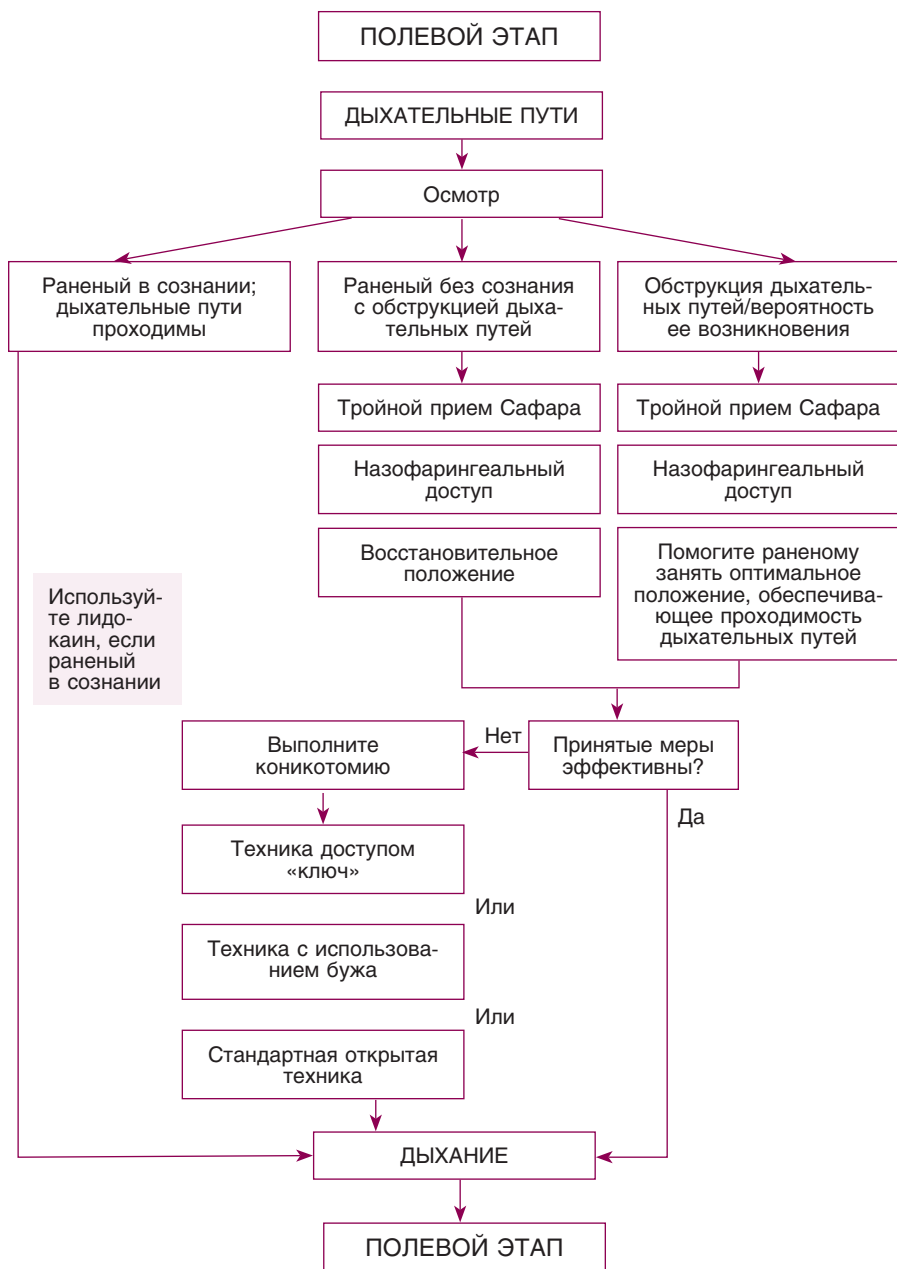 ПОЛЕВОЙ ЭТАП
ДЫХАТЕЛЬНЫЕ ПУТИ
Осмотр
Раненый в сознании;
дыхательные пути
проходимы
Раненый без сознания
с обструкцией дыха-
тельных путей
Обструкция дыхатель-
ных путей/вероятность
ее возникновения
Тройной прием Сафара
Тройной прием Сафара
Назофарингеальный
доступ
Назофарингеальный
доступ
Восстановительное
положение
Помогите раненому
занять оптимальное
положение, обеспечива-
ющее проходимость
дыхательных путей
Используй-
те лидо-
каин, если
раненый
в сознании
Выполните
коникотомию
Нет
Принятые меры
эффективны?
Да
Техника доступом
«ключ»
Или
Техника с использова-
нием бужа
Или
Стандартная открытая
техника
ДЫХАНИЕ
ПОЛЕВОЙ ЭТАП